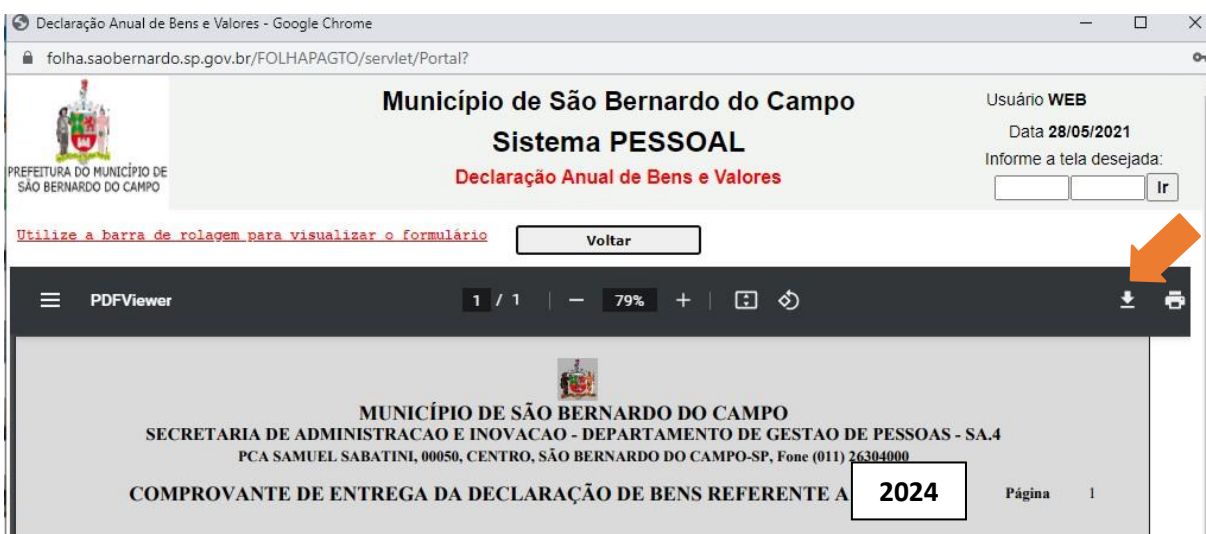 Declaração Anual de Bens e Valores - Google Chrome
folha.saobernardo.sp.gov.br/FOLHAPAGTO/servlet/Portal?
PREFEITURA DO MUNICÍPIO DE
SÃO BERNARDO DO CAMPO
Município de São Bernardo do Campo
Sistema PESSOAL
Declaração Anual de Bens e Valores
Usuário WEB
Data 28/05/2021
Informe a tela desejada:
Ir
Utilize a barra de rolagem para visualizar o formulário
Voltar
PDFViewer 1 / 1 79%
MUNICÍPIO DE SÃO BERNARDO DO CAMPO
SECRETARIA DE ADMINISTRACAO E INOVACAO - DEPARTAMENTO DE GESTAO DE PESSOAS - SA.4
PCA SAMUEL SABATINI, 00050, CENTRO, SÃO BERNARDO DO CAMPO-SP, Fone (011) 26304000
COMPROVANTE DE ENTREGA DA DECLARAÇÃO DE BENS REFERENTE A 2024 Página 1